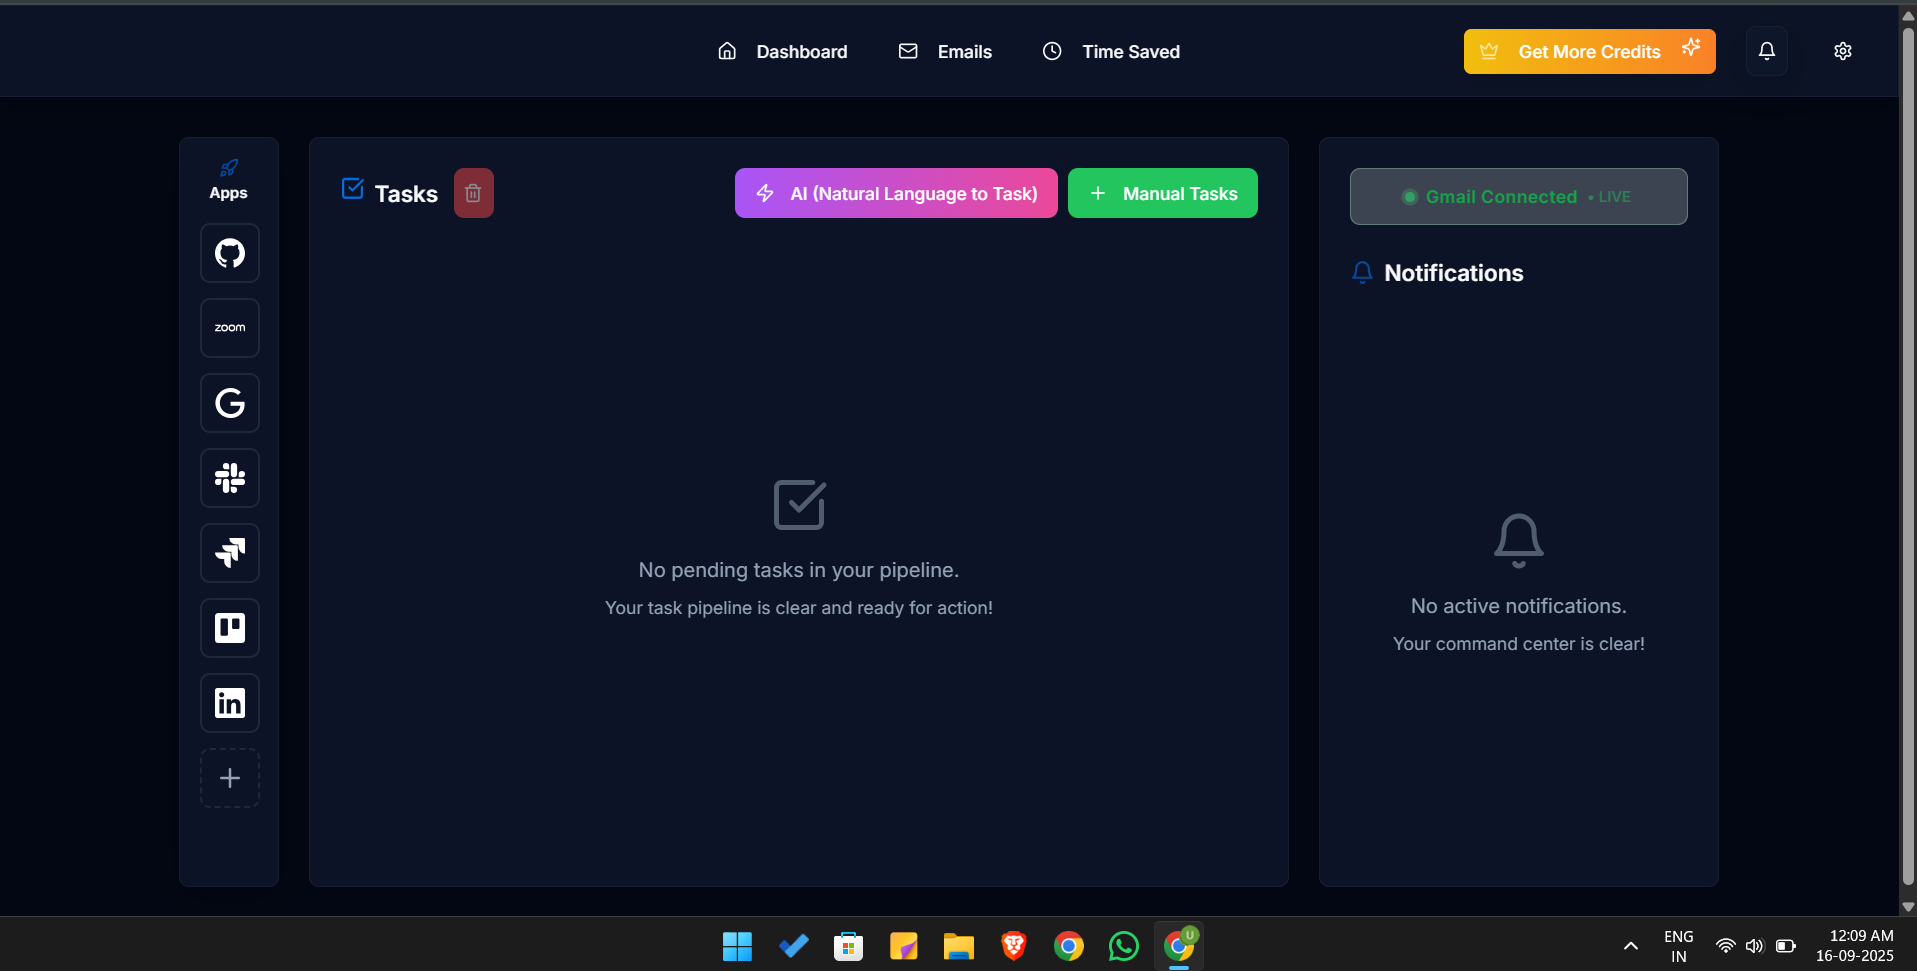 Dashboard
Emails
Time Saved
Get More Credits
Apps
zoom
Tasks
AI (Natural Language to Task)
Manual Tasks
No pending tasks in your pipeline.
Your task pipeline is clear and ready for action!
Gmail Connected • LIVE
Notifications
No active notifications.
Your command center is clear!
in
U
ENG
IN
12:09 AM
16-09-2025